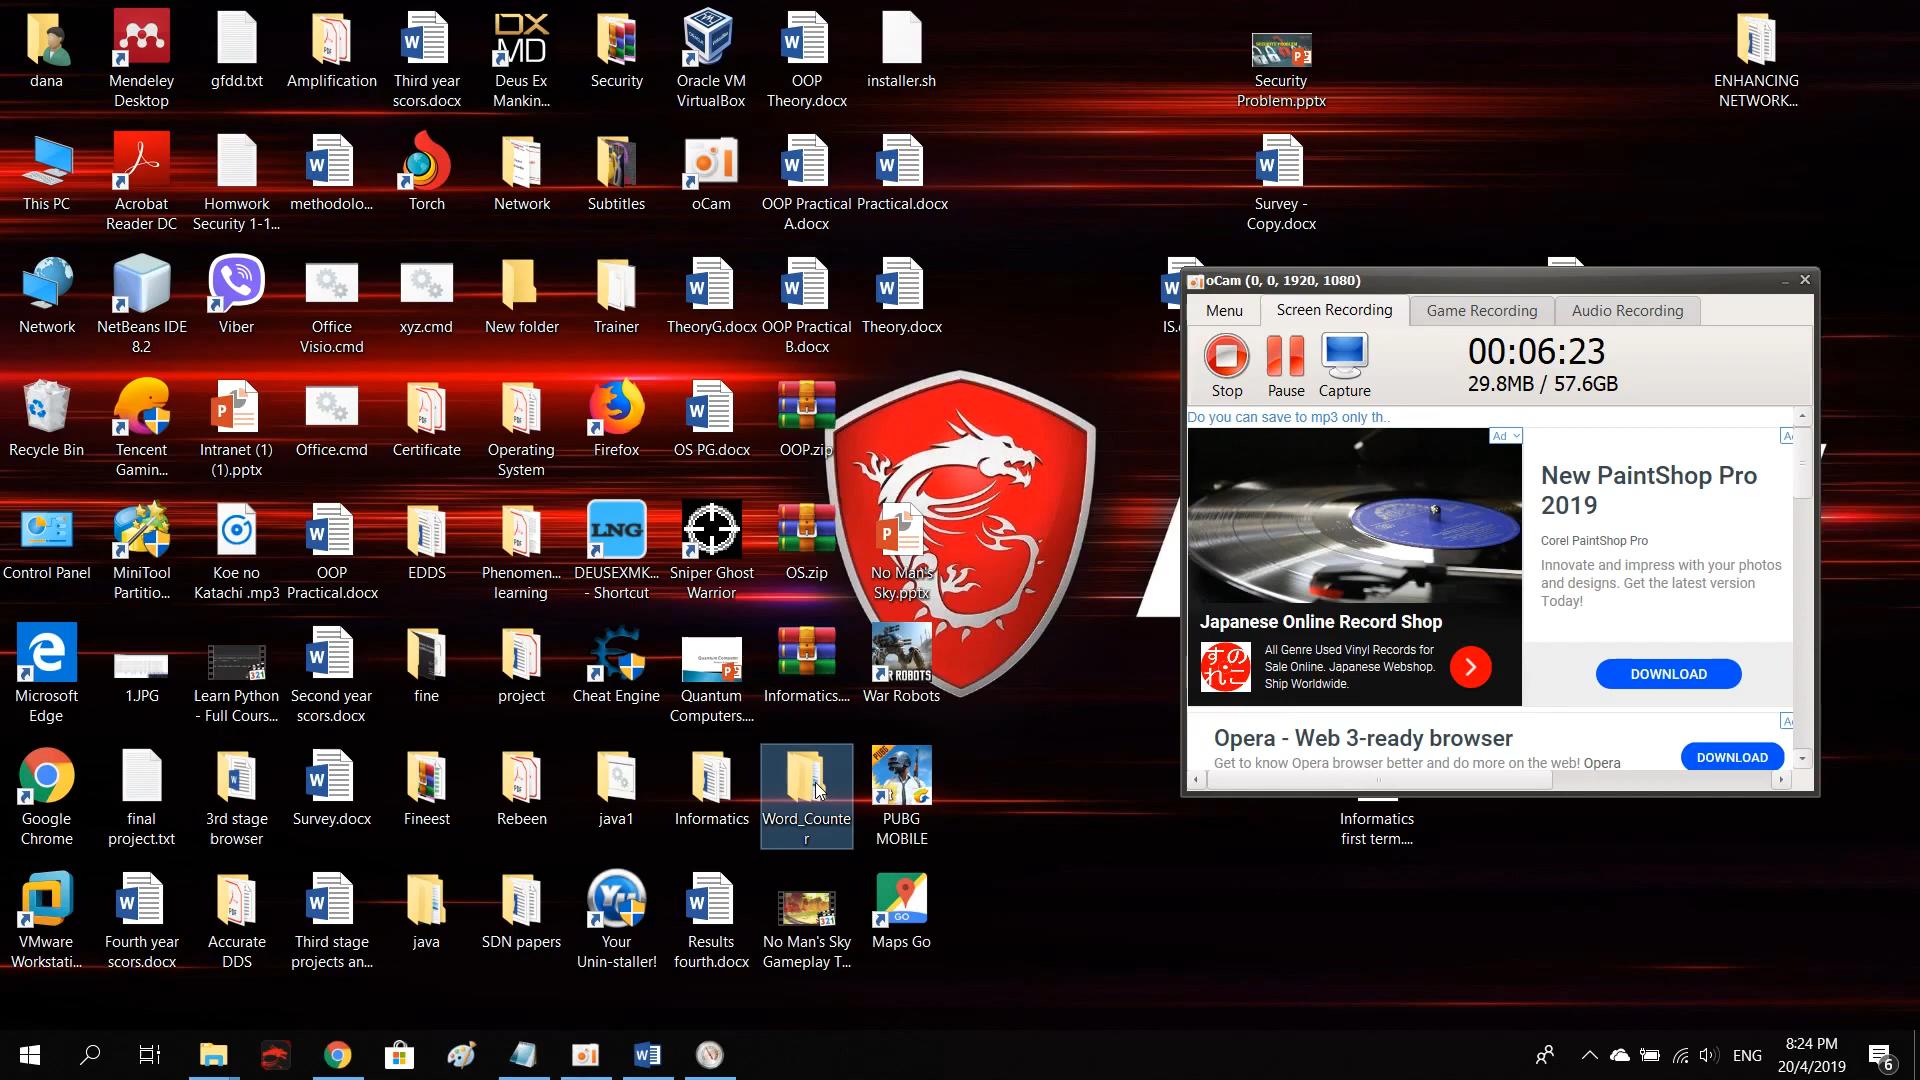 dana
Mendeley
Desktop
gfdd.txt
Amplification
Third year
scors.docx
DX
MD
Deus Ex
Mankin...
Security
Oracle VM
VirtualBox
OOP
Theory.docx
installer.sh
Security
Problem.pptx
ENHANCING
NETWORK...
This PC
Acrobat
Reader DC
Homwork
Security 1-1...
methodolo...
Torch
Network
Subtitles
oCam
OOP Practical
A.docx
Practical.docx
Survey -
Copy.docx
Network
NetBeans IDE
8.2
Viber
Office
Visio.cmd
xyz.cmd
New folder
Trainer
TheoryG.docx
OOP Practical
B.docx
Theory.docx
oCam (0, 0, 1920, 1080)
Menu
Screen Recording
Game Recording
Audio Recording
00:06:23
29.8MB / 57.6GB
Stop
Pause
Capture
Do you can save to mp3 only th..
Ad
New PaintShop Pro
2019
Corel PaintShop Pro
Innovate and impress with your photos
and designs. Get the latest version
Today!
DOWNLOAD
Japanese Online Record Shop
All Genre Used Vinyl Records for
Sale Online. Japanese Webshop.
Ship Worldwide.
すのれこ
Opera - Web 3-ready browser
Get to know Opera browser better and do more on the web! Opera
DOWNLOAD
Recycle Bin
Tencent
Gamin...
Intranet (1)
(1).pptx
Office.cmd
Certificate
Operating
System
Firefox
OS PG.docx
OOP.zip
Control Panel
MiniTool
Partitio...
Koe no
Katachi .mp3
OOP
Practical.docx
EDDS
Phenomen...
learning
LNG
DEUSEXMK...
- Shortcut
Sniper Ghost
Warrior
OS.zip
No Man's
Sky.pptx
Microsoft
Edge
1.JPG
Learn Python
- Full Cours...
Second year
scors.docx
fine
project
Cheat Engine
Quantum
Computers....
Informatics....
War Robots
Google
Chrome
final
project.txt
3rd stage
browser
Survey.docx
Fineest
Rebeen
java1
Informatics
Word_Counte
r
PUBG
MOBILE
Informatics
first term....
VMware
Workstati...
Fourth year
scors.docx
Accurate
DDS
Third stage
projects an...
java
SDN papers
Your
Unin-staller!
Results
fourth.docx
No Man's Sky
Gameplay T...
GO
Maps Go
ENG
8:24 PM
20/4/2019
6